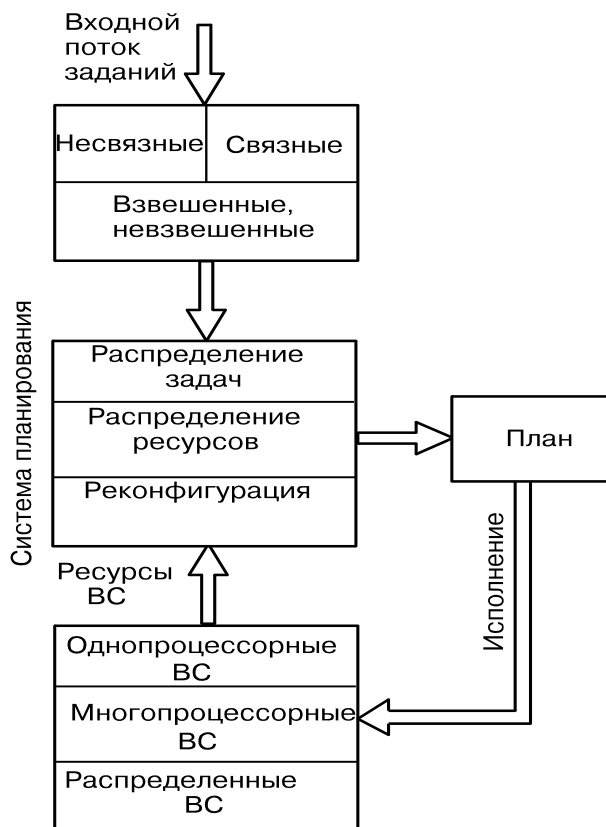 Входной
поток
заданий
Несвязные
Связные
Взвешенные,
невзвешенные
Система планирования
Распределение
задач
Распределение
ресурсов
Реконфигурация
План
Исполнение
Ресурсы
ВС
Однопроцессорные
ВС
Многопроцессорные
ВС
Распределенные
ВС